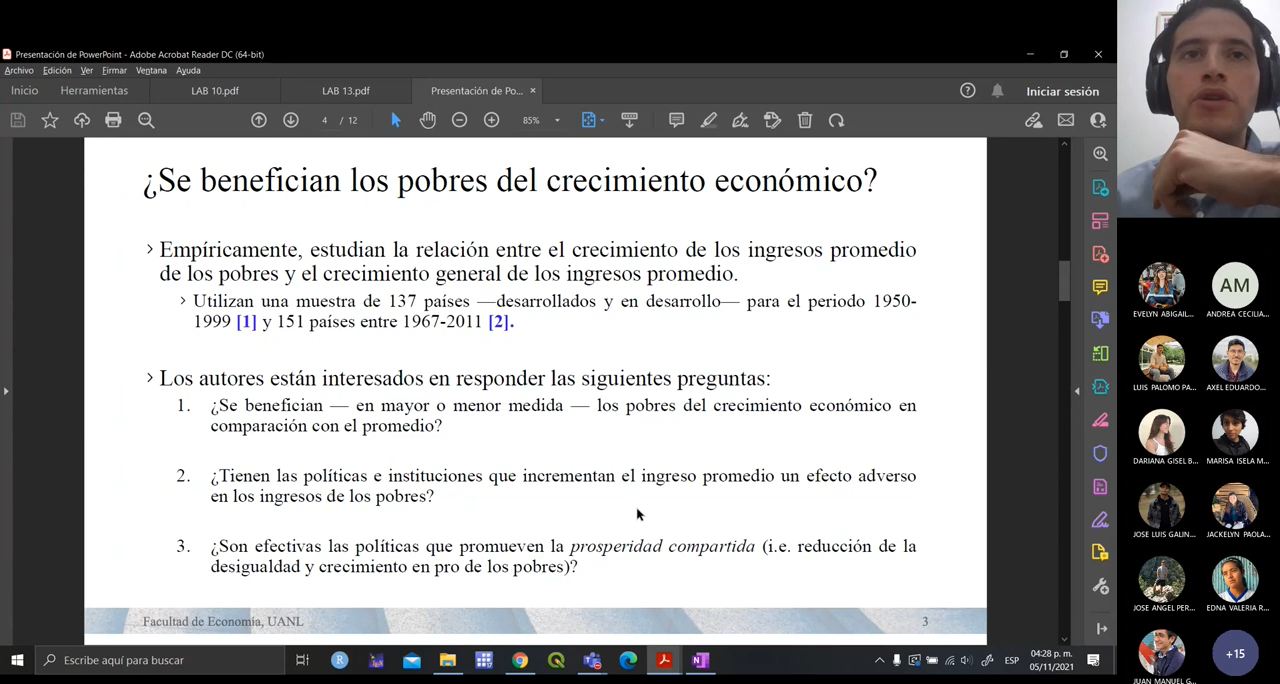 Presentación de PowerPoint - Adobe Acrobat Reader DC (64-bit)
Archivo Edición Ver Firmar Ventana Ayuda
Inicio Herramientas LAB 10.pdf LAB 13.pdf Presentación de Po... × Iniciar sesión
4 / 12 85%
¿Se benefician los pobres del crecimiento económico?
› Empíricamente, estudian la relación entre el crecimiento de los ingresos promedio
de los pobres y el crecimiento general de los ingresos promedio.
› Utilizan una muestra de 137 países —desarrollados y en desarrollo— para el periodo 1950-
1999 [1] y 151 países entre 1967-2011 [2].
› Los autores están interesados en responder las siguientes preguntas:
1. ¿Se benefician — en mayor o menor medida — los pobres del crecimiento económico en
comparación con el promedio?
2. ¿Tienen las políticas e instituciones que incrementan el ingreso promedio un efecto adverso
en los ingresos de los pobres?
3. ¿Son efectivas las políticas que promueven la prosperidad compartida (i.e. reducción de la
desigualdad y crecimiento en pro de los pobres)?
Facultad de Economía, UANL 3
AM
EVELYN ABIGAIL... ANDREA CECILIA...
LUIS PALOMO PA... AXEL EDUARDO...
DARIANA GISEL B... MARISA ISELA M...
JOSE LUIS GALIN... JACKELYN PAOLA...
JOSE ANGEL PER... EDNA VALERIA R...
+15
JUAN MANUEL G...
Escribe aquí para buscar
ESP
04:28 p. m.
05/11/2021